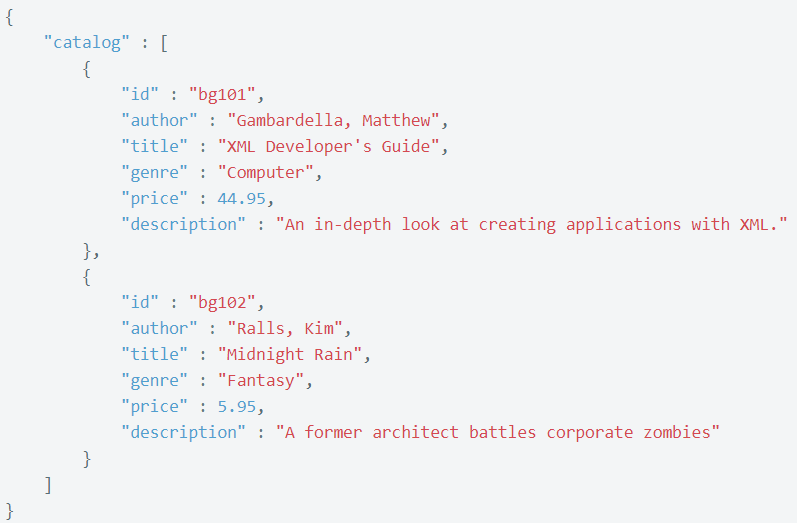 {
    "catalog" : [
        {
            "id" : "bg101",
            "author" : "Gambardella, Matthew",
            "title" : "XML Developer's Guide",
            "genre" : "Computer",
            "price" : 44.95,
            "description" : "An in-depth look at creating applications with XML."
        },
        {
            "id" : "bg102",
            "author" : "Ralls, Kim",
            "title" : "Midnight Rain",
            "genre" : "Fantasy",
            "price" : 5.95,
            "description" : "A former architect battles corporate zombies"
        }
    ]
}